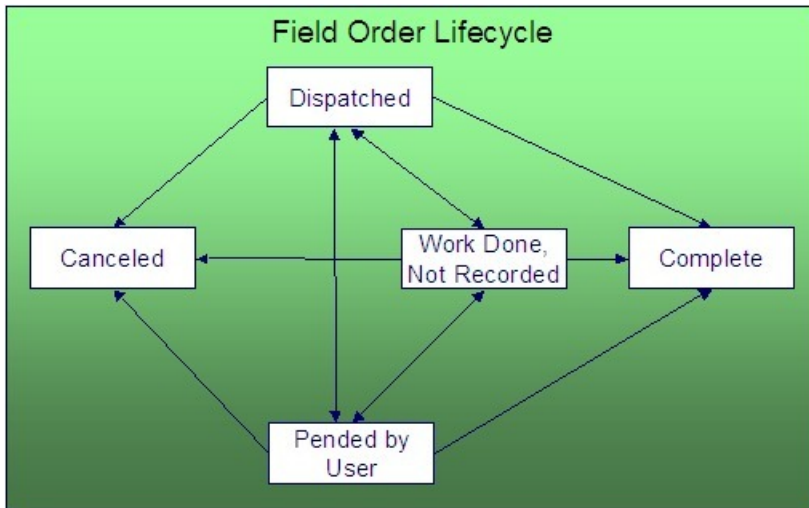 Field Order Lifecycle
Dispatched
Canceled
Work Done,
Not Recorded
Complete
Pended by
User